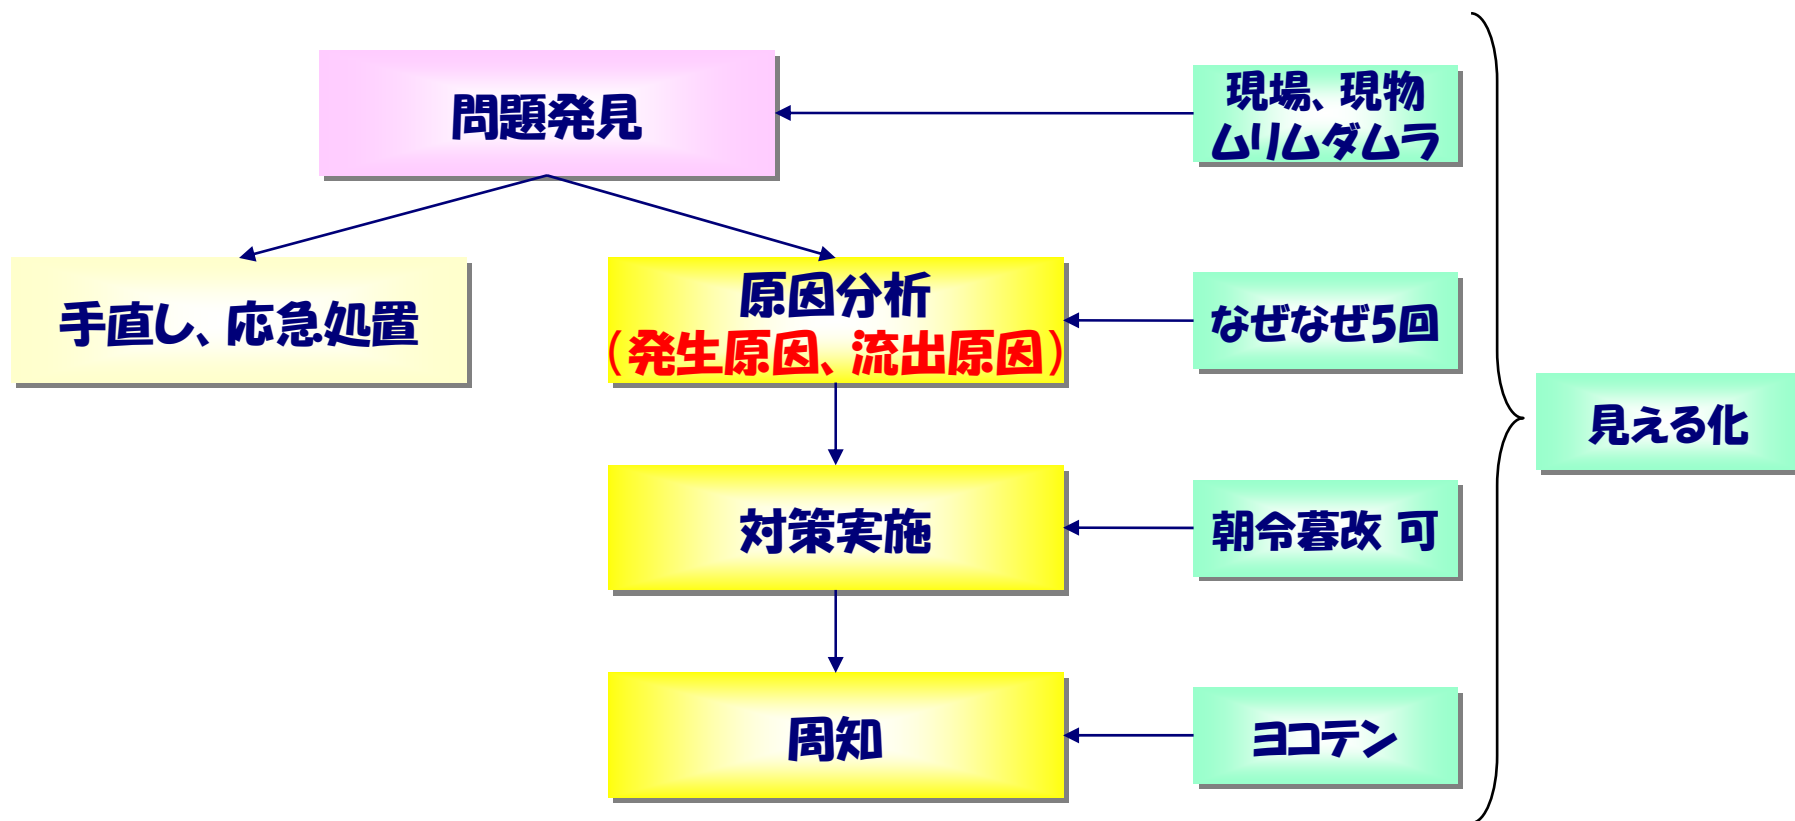 問題発見
現場、現物
ムリムダムラ
手直し、応急処置
原因分析
（発生原因、流出原因）
なぜなぜ5回
見える化
対策実施
朝令暮改 可
周知
ヨコテン